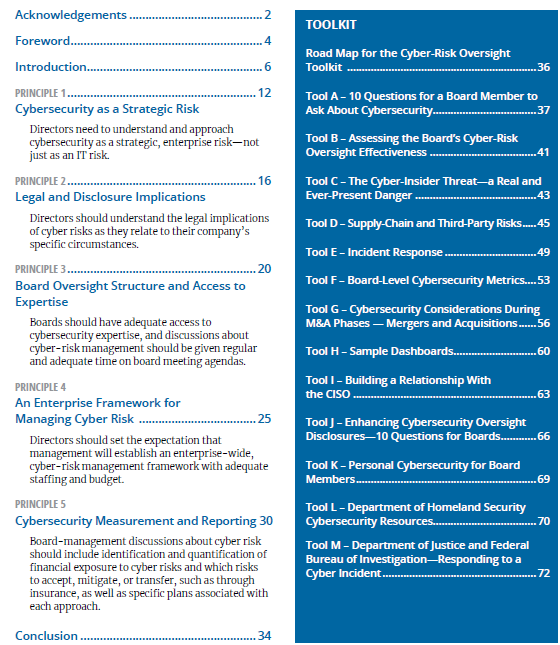 Acknowledgements ..................................... 2
Foreword..................................................... 4
Introduction................................................ 6
PRINCIPLE 1..................................................... 12
Cybersecurity as a Strategic Risk
Directors need to understand and approach
cybersecurity as a strategic, enterprise risk—not
just as an IT risk.
PRINCIPLE 2..................................................... 16
Legal and Disclosure Implications
Directors should understand the legal implications
of cyber risks as they relate to their company’s
specific circumstances.
PRINCIPLE 3..................................................... 20
Board Oversight Structure and Access to
Expertise
Boards should have adequate access to
cybersecurity expertise, and discussions about
cyber-risk management should be given regular
and adequate time on board meeting agendas.
PRINCIPLE 4
An Enterprise Framework for
Managing Cyber Risk ................................. 25
Directors should set the expectation that
management will establish an enterprise-wide,
cyber-risk management framework with adequate
staffing and budget.
PRINCIPLE 5
Cybersecurity Measurement and Reporting 30
Board-management discussions about cyber risk
should include identification and quantification of
financial exposure to cyber risks and which risks
to accept, mitigate, or transfer, such as through
insurance, as well as specific plans associated with
each approach.
Conclusion ................................................. 34
TOOLKIT
Road Map for the Cyber-Risk Oversight
Toolkit .....................................................36
Tool A – 10 Questions for a Board Member to
Ask About Cybersecurity.............................37
Tool B – Assessing the Board’s Cyber-Risk
Oversight Effectiveness ..............................41
Tool C – The Cyber-Insider Threat—a Real and
Ever-Present Danger ..................................43
Tool D – Supply-Chain and Third-Party Risks.....45
Tool E – Incident Response .........................49
Tool F – Board-Level Cybersecurity Metrics....53
Tool G – Cybersecurity Considerations During
M&A Phases — Mergers and Acquisitions......56
Tool H – Sample Dashboards.......................60
Tool I – Building a Relationship With
the CISO ...................................................63
Tool J – Enhancing Cybersecurity Oversight
Disclosures—10 Questions for Boards..........66
Tool K – Personal Cybersecurity for Board
Members...................................................69
Tool L – Department of Homeland Security
Cybersecurity Resources.............................70
Tool M – Department of Justice and Federal
Bureau of Investigation—Responding to a
Cyber Incident...........................................72